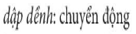 dập dềnh: chuyển động